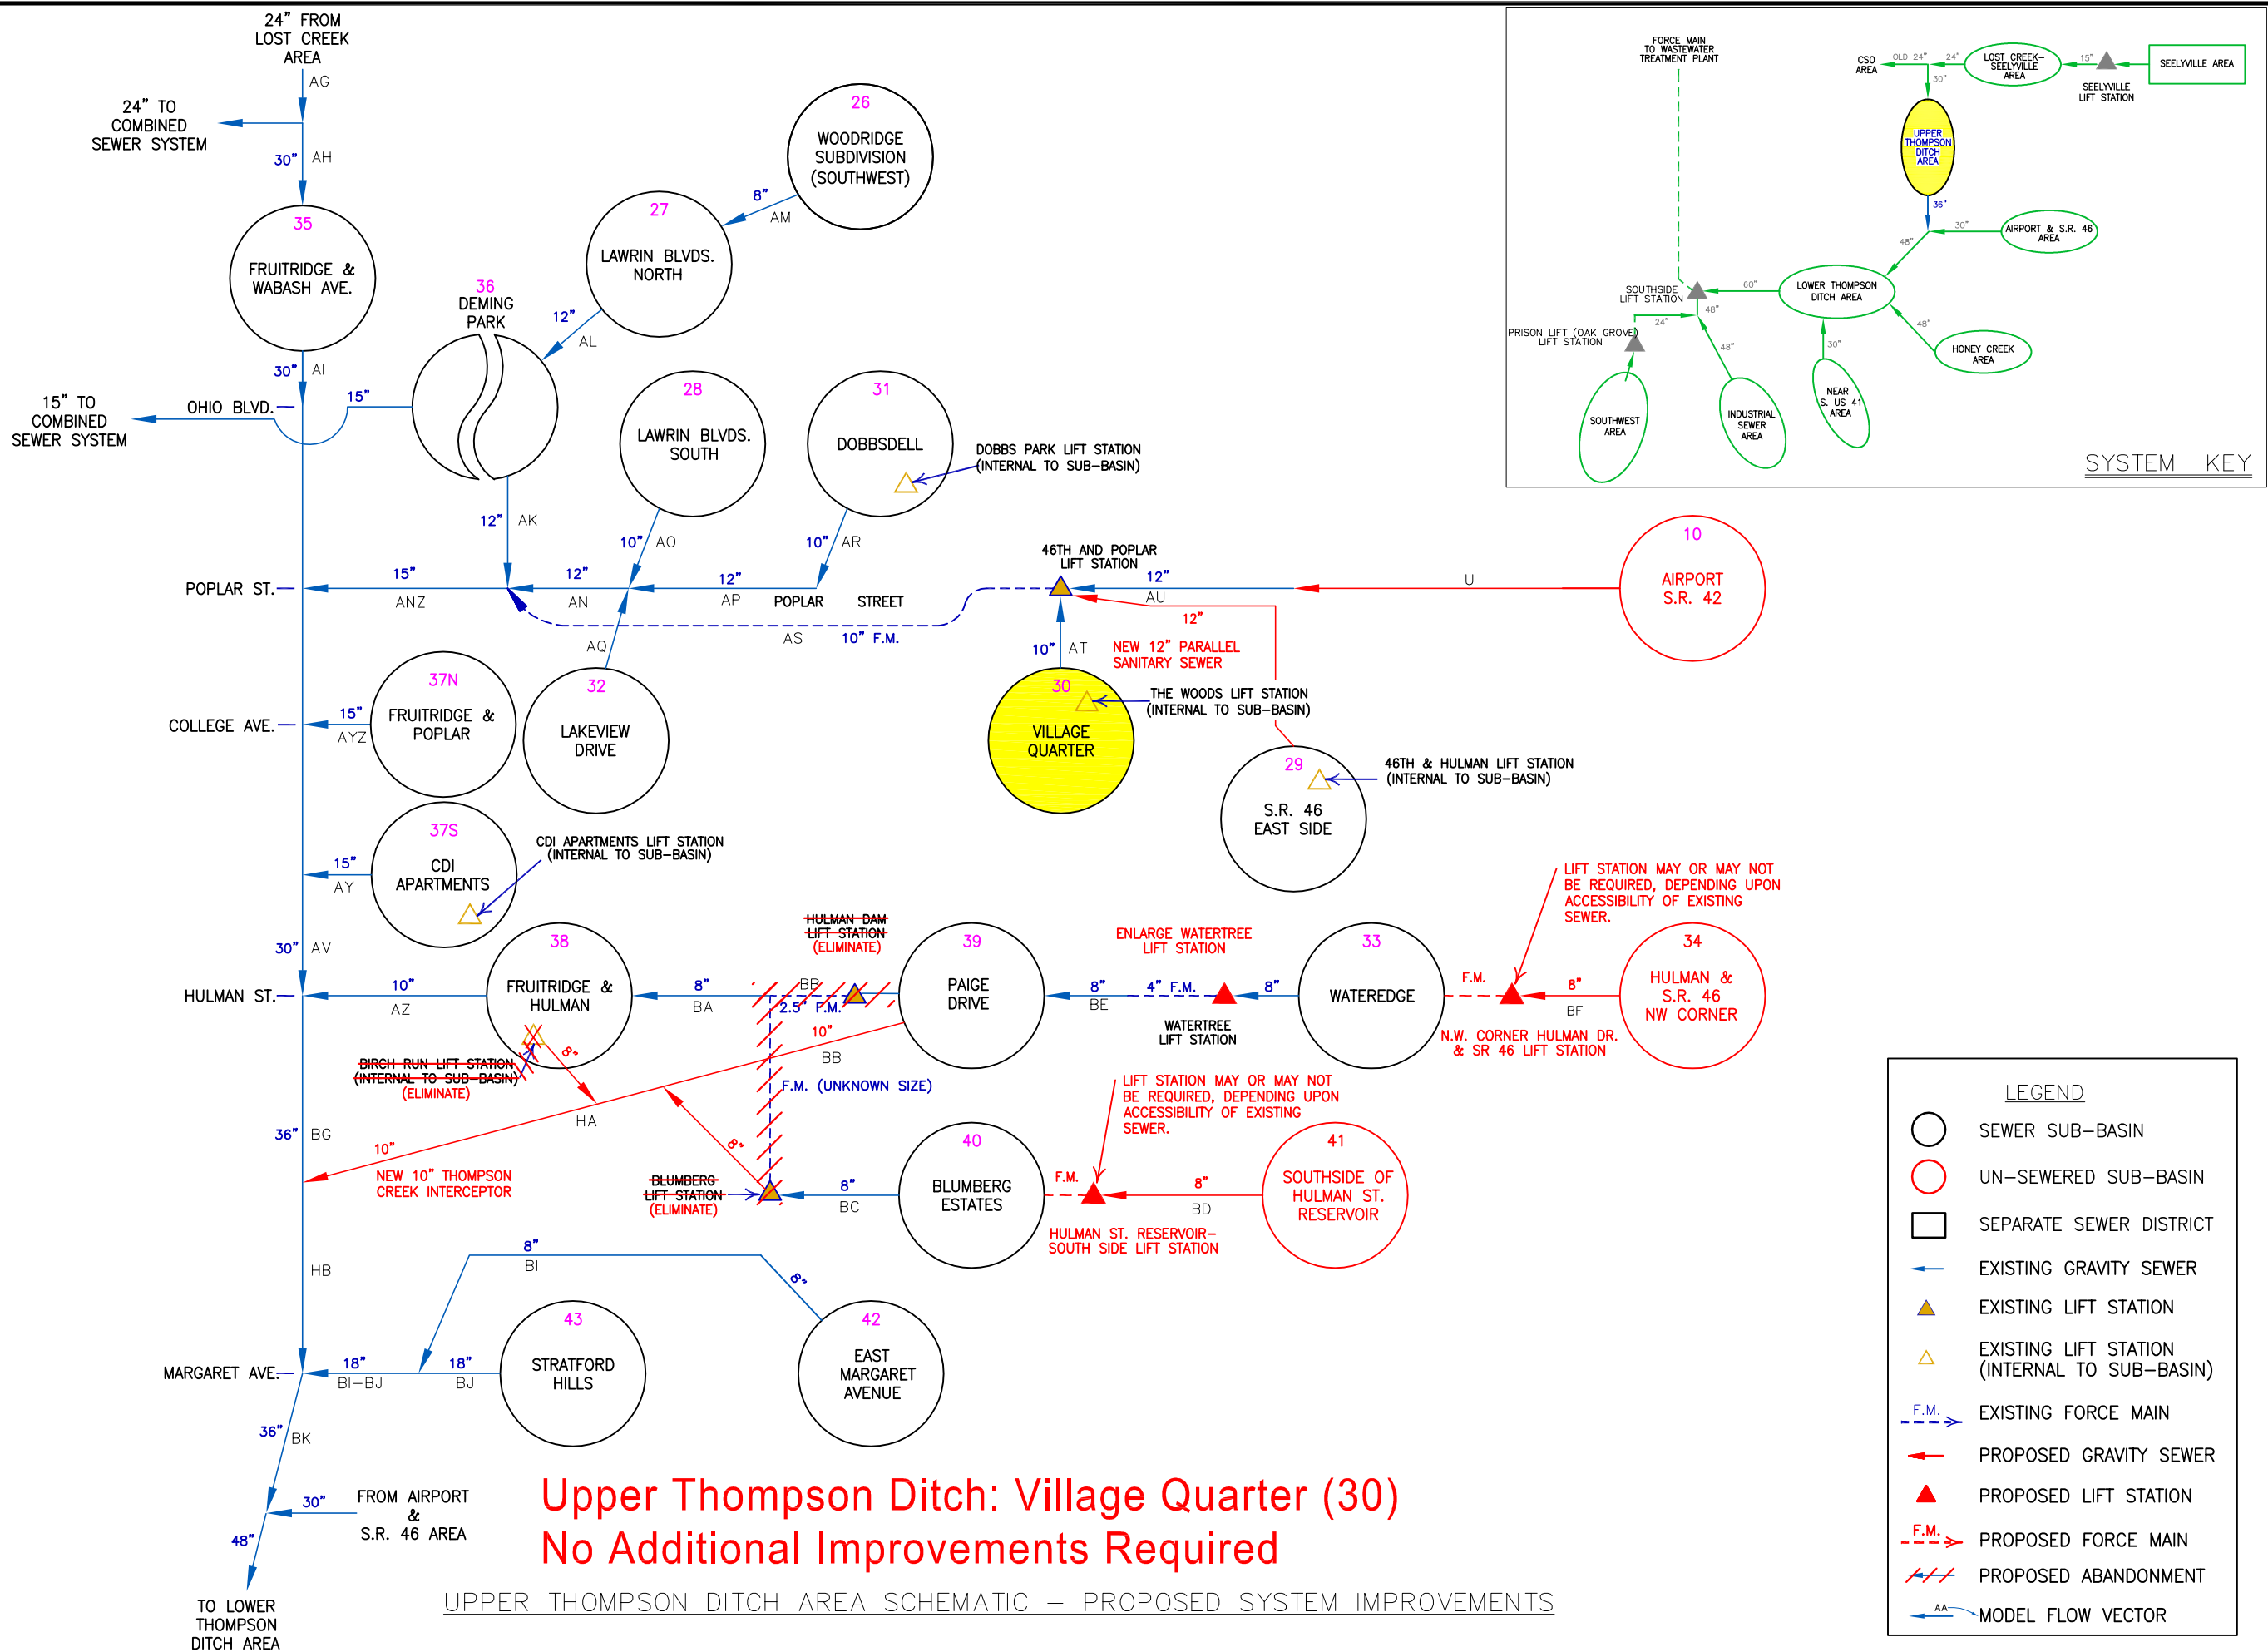 24" FROM
LOST CREEK
AREA
AG
24" TO
COMBINED
SEWER SYSTEM
30"
AH
35
FRUITRIDGE &
WABASH AVE.
30"
AI
OHIO BLVD.
15" TO
COMBINED
SEWER SYSTEM
15"
36
DEMING
PARK
26
WOODRIDGE
SUBDIVISION
(SOUTHWEST)
8"
AM
27
LAWRIN BLVDS.
NORTH
12"
AL
28
LAWRIN BLVDS.
SOUTH
31
DOBBSDELL
DOBBS PARK LIFT STATION
(INTERNAL TO SUB-BASIN)
12"
AK
10"
AO
10"
AR
POPLAR ST.
15"
ANZ
12"
AN
12"
AP
POPLAR STREET
AS
10" F.M.
AQ
46TH AND POPLAR
LIFT STATION
12"
AU
U
10
AIRPORT
S.R. 42
12"
NEW 12" PARALLEL
SANITARY SEWER
10"
AT
30
VILLAGE
QUARTER
THE WOODS LIFT STATION
(INTERNAL TO SUB-BASIN)
29
S.R. 46
EAST SIDE
46TH & HULMAN LIFT STATION
(INTERNAL TO SUB-BASIN)
COLLEGE AVE.
15"
AYZ
37N
FRUITRIDGE &
POPLAR
32
LAKEVIEW
DRIVE
15"
AY
37S
CDI
APARTMENTS
CDI APARTMENTS LIFT STATION
(INTERNAL TO SUB-BASIN)
30"
AV
HULMAN ST.
10"
AZ
38
FRUITRIDGE &
HULMAN
8"
BA
HULMAN DAM
LIFT STATION
(ELIMINATE)
BB
2.5" F.M.
39
PAIGE
DRIVE
ENLARGE WATERTREE
LIFT STATION
8"
BE
4" F.M.
8"
WATERTREE
LIFT STATION
33
WATEREDGE
LIFT STATION MAY OR MAY NOT
BE REQUIRED, DEPENDING UPON
ACCESSIBILITY OF EXISTING
SEWER.
F.M.
8"
BF
34
HULMAN &
S.R. 46
NW CORNER
N.W. CORNER HULMAN DR.
& SR 46 LIFT STATION
BIRCH RUN LIFT STATION
(INTERNAL TO SUB-BASIN)
(ELIMINATE)
8"
10"
BB
F.M. (UNKNOWN SIZE)
HA
36"
BG
10"
NEW 10" THOMPSON
CREEK INTERCEPTOR
8"
BLUMBERG
LIFT STATION
(ELIMINATE)
8"
BC
40
BLUMBERG
ESTATES
LIFT STATION MAY OR MAY NOT
BE REQUIRED, DEPENDING UPON
ACCESSIBILITY OF EXISTING
SEWER.
F.M.
8"
BD
41
SOUTHSIDE OF
HULMAN ST.
RESERVOIR
HULMAN ST. RESERVOIR-
SOUTH SIDE LIFT STATION
HB
8"
BI
8"
MARGARET AVE.
18"
BI-BJ
18"
BJ
43
STRATFORD
HILLS
42
EAST
MARGARET
AVENUE
36"
BK
30"
FROM AIRPORT
&
S.R. 46 AREA
48"
TO LOWER
THOMPSON
DITCH AREA
Upper Thompson Ditch: Village Quarter (30)
No Additional Improvements Required
UPPER THOMPSON DITCH AREA SCHEMATIC – PROPOSED SYSTEM IMPROVEMENTS
FORCE MAIN
TO WASTEWATER
TREATMENT PLANT
CSO
AREA
OLD 24"
24"
LOST CREEK-
SEELYVILLE
AREA
15"
SEELYVILLE
LIFT STATION
SEELYVILLE AREA
30"
UPPER
THOMPSON
DITCH
AREA
36"
30"
AIRPORT & S.R. 46
AREA
48"
LOWER THOMPSON
DITCH AREA
60"
SOUTHSIDE
LIFT STATION
48"
24"
PRISON LIFT (OAK GROVE)
LIFT STATION
48"
30"
48"
HONEY CREEK
AREA
NEAR
S. US 41
AREA
INDUSTRIAL
SEWER
AREA
SOUTHWEST
AREA
SYSTEM KEY
LEGEND
SEWER SUB-BASIN
UN-SEWERED SUB-BASIN
SEPARATE SEWER DISTRICT
EXISTING GRAVITY SEWER
EXISTING LIFT STATION
EXISTING LIFT STATION
(INTERNAL TO SUB-BASIN)
F.M. EXISTING FORCE MAIN
PROPOSED GRAVITY SEWER
PROPOSED LIFT STATION
F.M. PROPOSED FORCE MAIN
PROPOSED ABANDONMENT
AA MODEL FLOW VECTOR